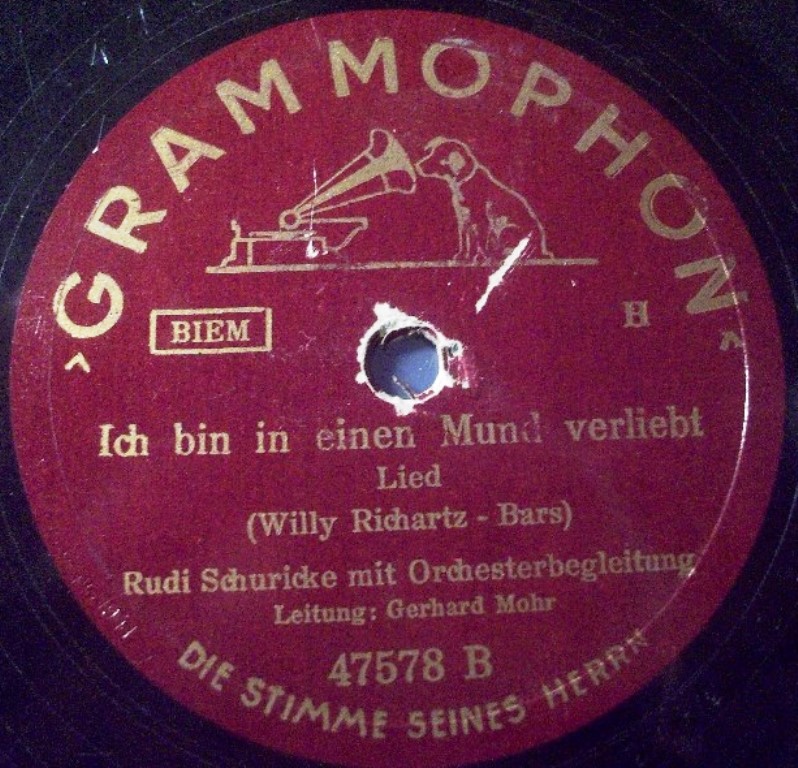 ›GRAMMOPHON‹
BIEM
H
Ich bin in einen Mund verliebt
Lied
(Willy Richartz - Bars)
Rudi Schuricke mit Orchesterbegleitung
Leitung: Gerhard Mohr
47578 B
DIE STIMME SEINES HERRN